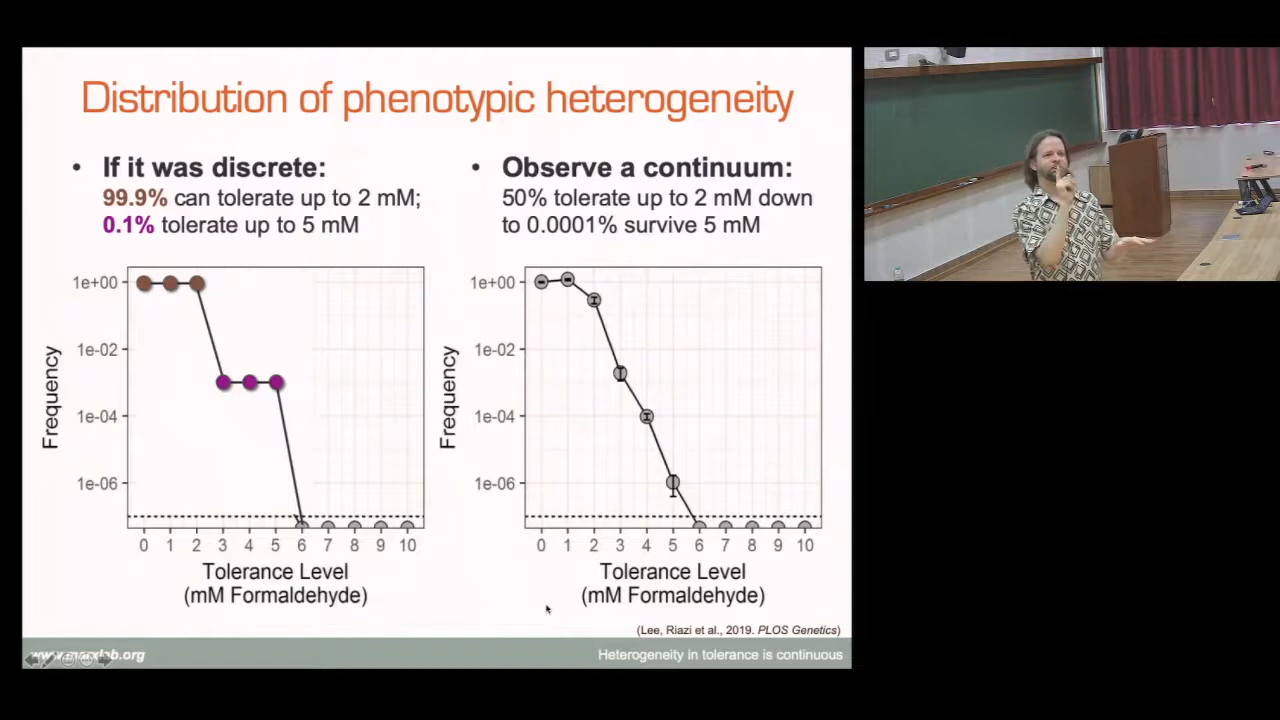 Distribution of phenotypic heterogeneity
• If it was discrete:
99.9% can tolerate up to 2 mM;
0.1% tolerate up to 5 mM
• Observe a continuum:
50% tolerate up to 2 mM down
to 0.0001% survive 5 mM
Frequency
1e+00
1e-02
1e-04
1e-06
0 1 2 3 4 5 6 7 8 9 10
Tolerance Level
(mM Formaldehyde)
Frequency
1e+00
1e-02
1e-04
1e-06
0 1 2 3 4 5 6 7 8 9 10
Tolerance Level
(mM Formaldehyde)
(Lee, Riazi et al., 2019. PLOS Genetics)
www.marxlab.org
Heterogeneity in tolerance is continuous